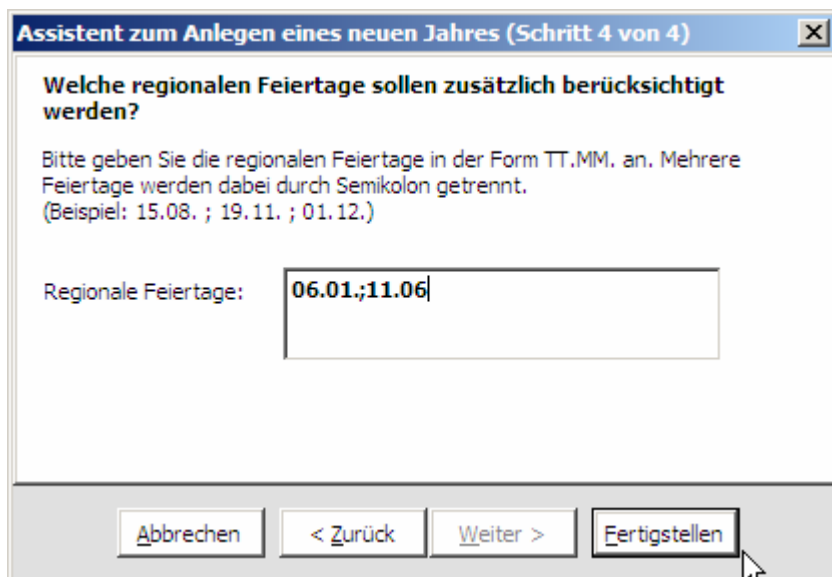 Assistent zum Anlegen eines neuen Jahres (Schritt 4 von 4)
Welche regionalen Feiertage sollen zusätzlich berücksichtigt
werden?
Bitte geben Sie die regionalen Feiertage in der Form TT.MM. an. Mehrere
Feiertage werden dabei durch Semikolon getrennt.
(Beispiel: 15.08. ; 19.11. ; 01.12.)
Regionale Feiertage: 06.01.;11.06
Abbrechen < Zurück Weiter > Fertigstellen